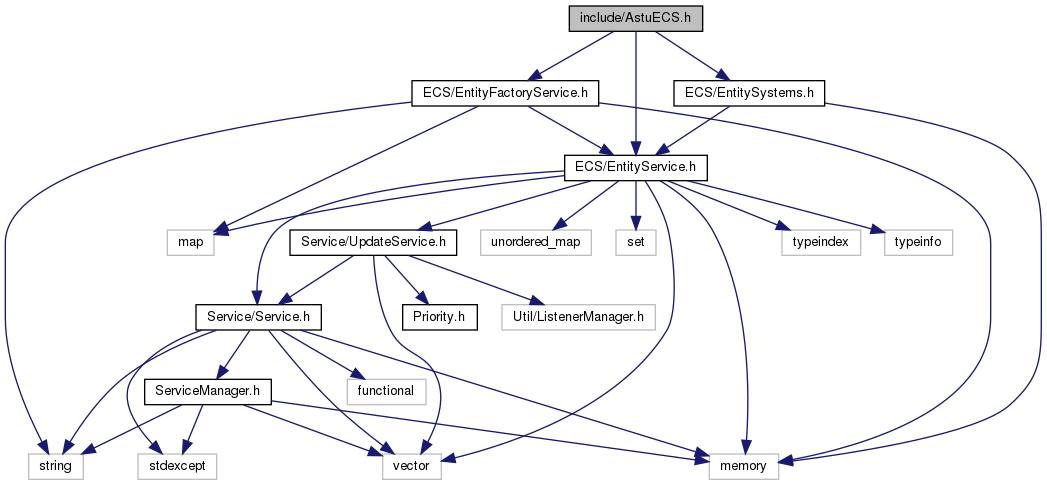 include/AstuECS.h
ECS/EntityFactoryService.h
ECS/EntitySystems.h
ECS/EntityService.h
map
Service/UpdateService.h
unordered_map
set
typeindex
typeinfo
Service/Service.h
Priority.h
Util/ListenerManager.h
ServiceManager.h
functional
string
stdexcept
vector
memory